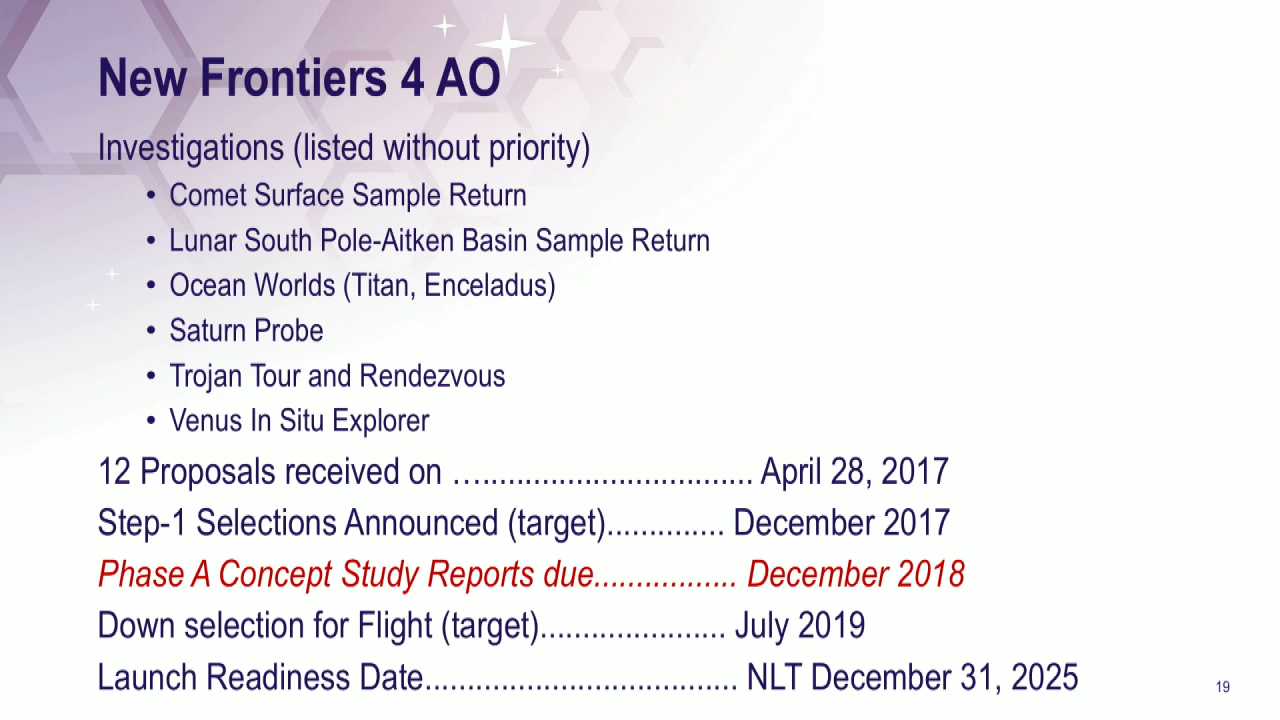 New Frontiers 4 AO
Investigations (listed without priority)
• Comet Surface Sample Return
• Lunar South Pole-Aitken Basin Sample Return
• Ocean Worlds (Titan, Enceladus)
• Saturn Probe
• Trojan Tour and Rendezvous
• Venus In Situ Explorer
12 Proposals received on …................................ April 28, 2017
Step-1 Selections Announced (target).............. December 2017
Phase A Concept Study Reports due................. December 2018
Down selection for Flight (target)...................... July 2019
Launch Readiness Date..................................... NLT December 31, 2025
19